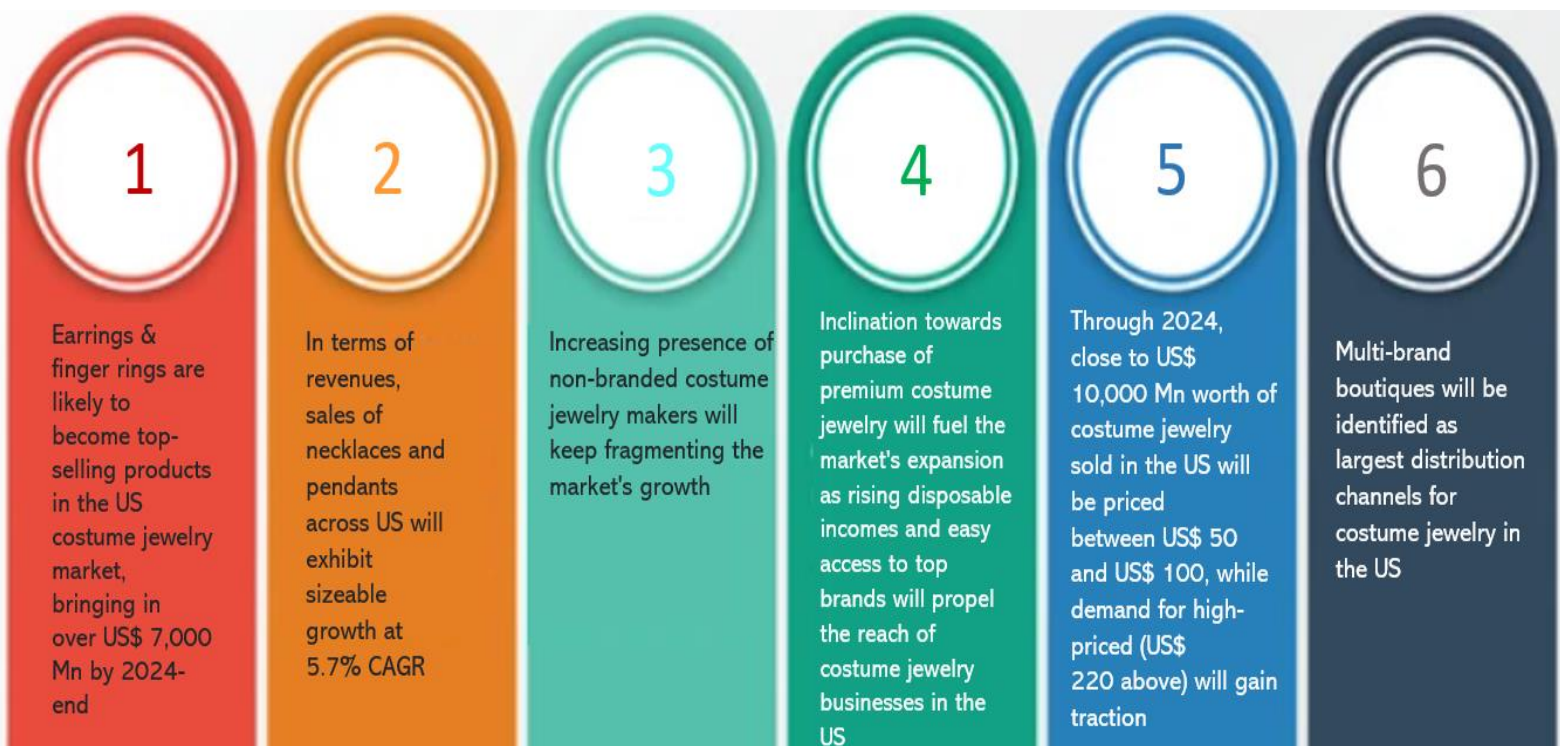 1
Earrings &
finger rings are
likely to
become top-
selling products
in the US
costume jewelry
market,
bringing in
over US$ 7,000
Mn by 2024-
end
2
In terms of
revenues,
sales of
necklaces and
pendants
across US will
exhibit
sizeable
growth at
5.7% CAGR
3
Increasing presence of
non-branded costume
jewelry makers will
keep fragmenting the
market's growth
4
Inclination towards
purchase of
premium costume
jewelry will fuel the
market's expansion
as rising disposable
incomes and easy
access to top
brands will propel
the reach of
costume jewelry
businesses in the
US
5
Through 2024,
close to US$
10,000 Mn worth of
costume jewelry
sold in the US will
be priced
between US$ 50
and US$ 100, while
demand for high-
priced (US$
220 above) will gain
traction
6
Multi-brand
boutiques will be
identified as
largest distribution
channels for
costume jewelry in
the US